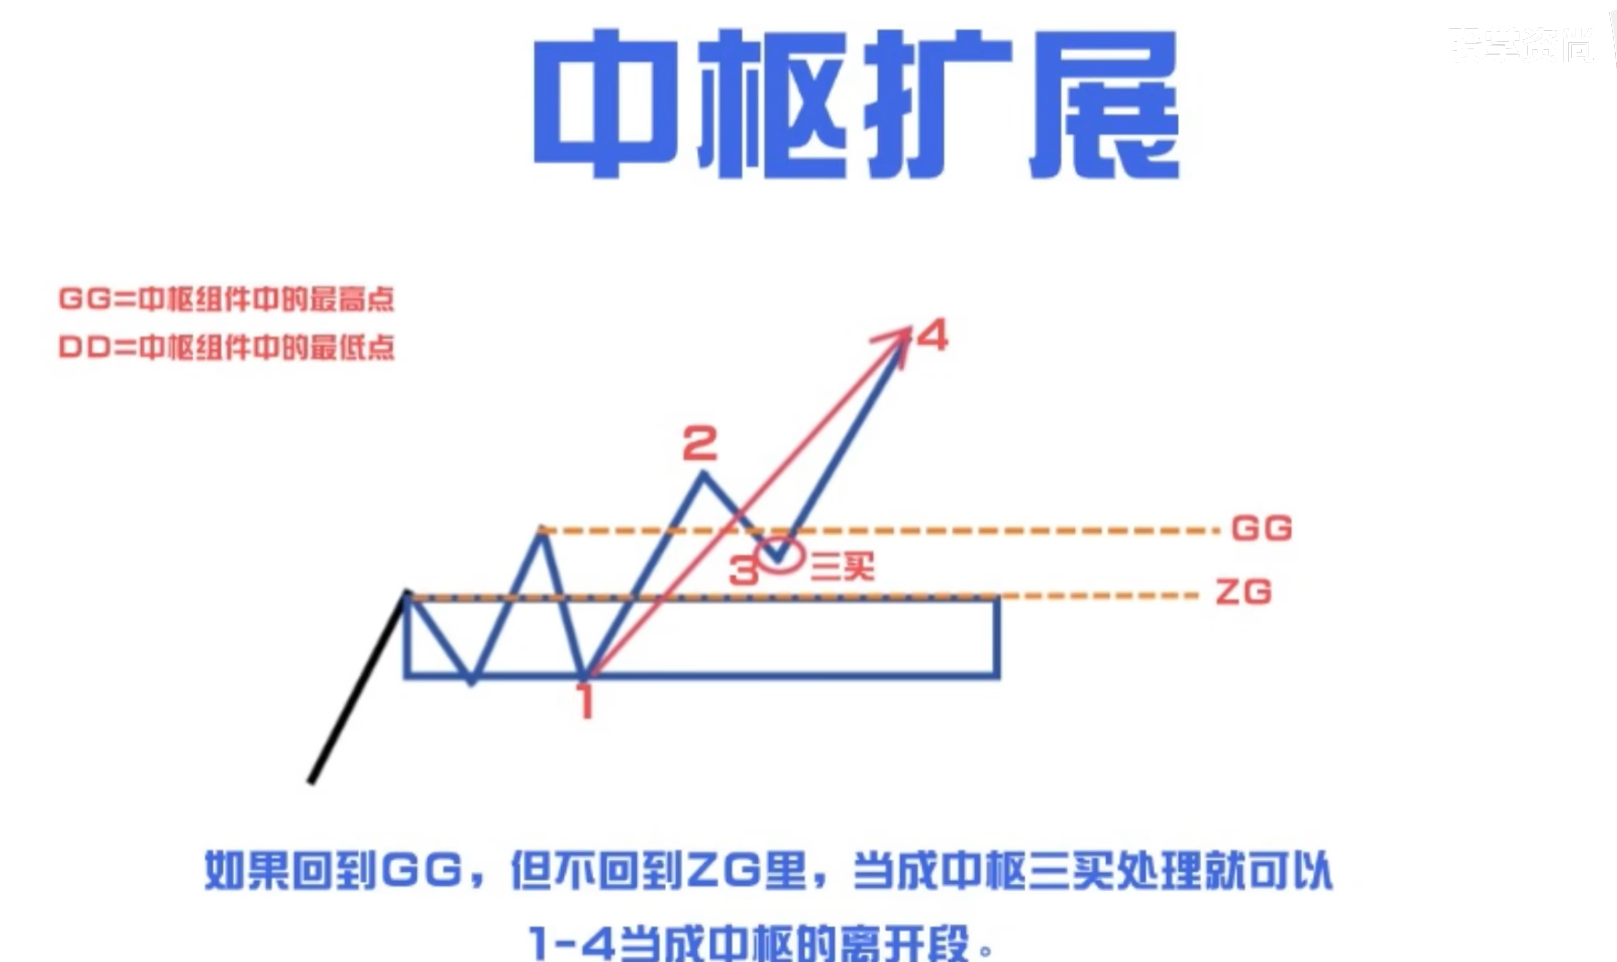 中枢扩展
GG=中枢组件中的最高点
DD=中枢组件中的最低点
4
2
GG
3
三买
ZG
1
如果回到GG，但不回到ZG里，当成中枢三买处理就可以
1-4当成中枢的离开段。